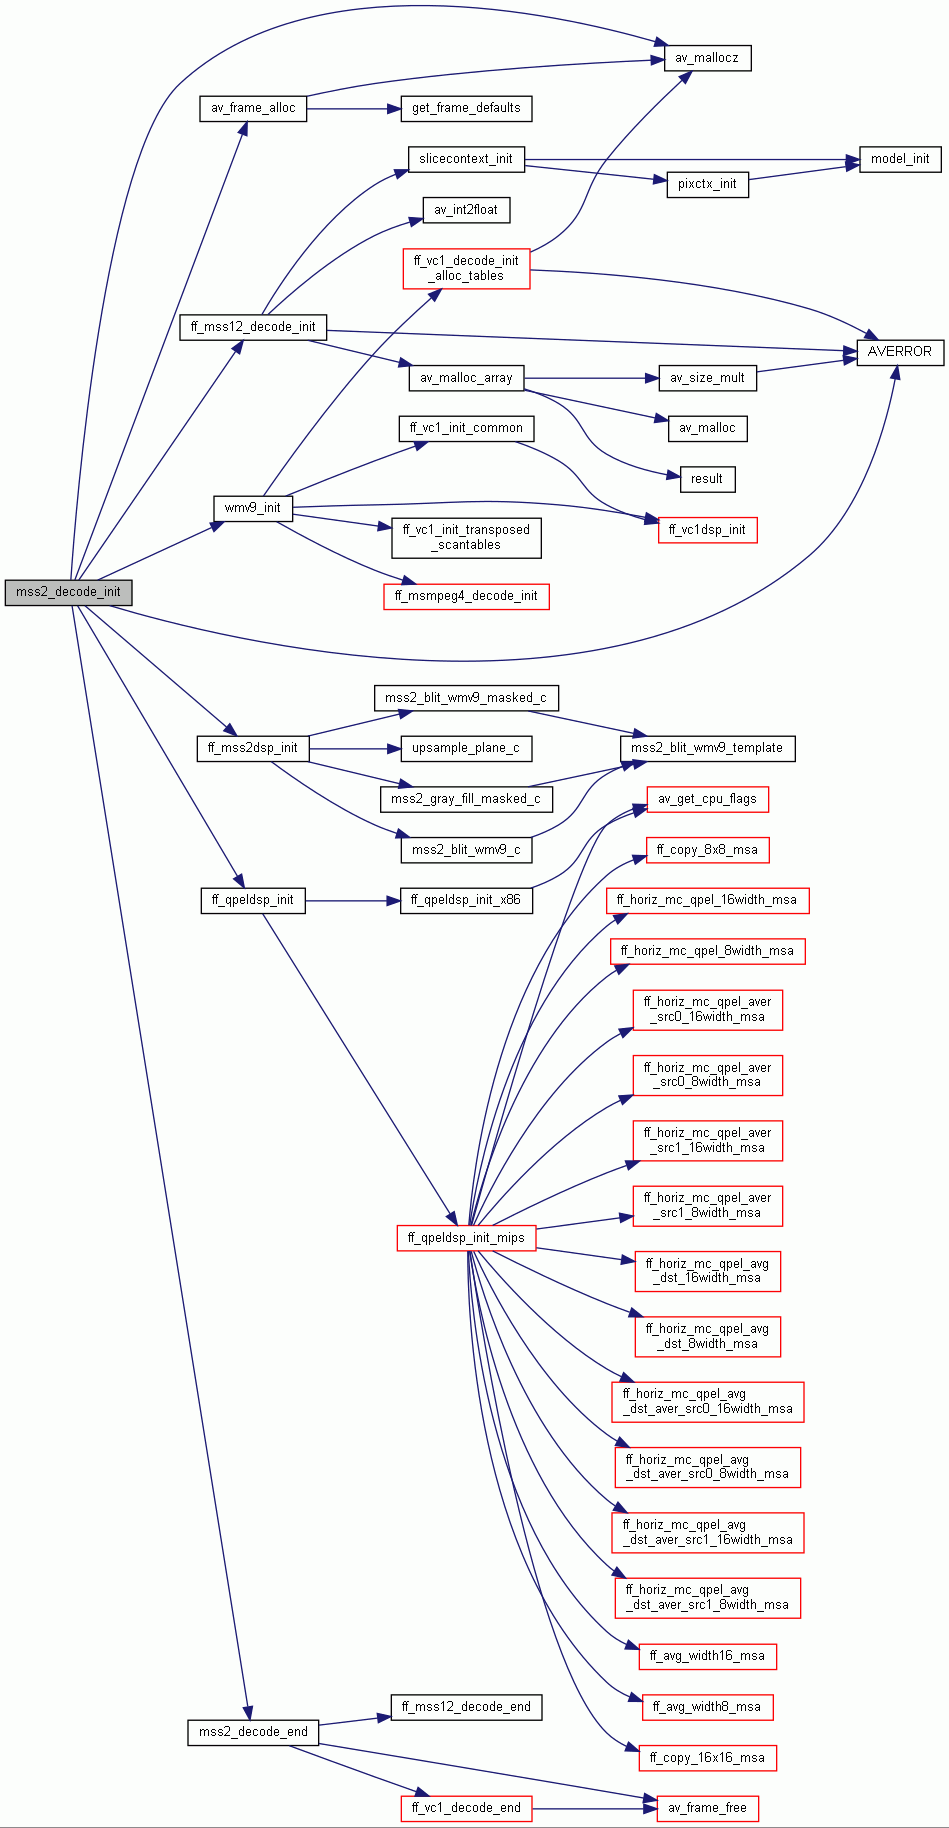 av_mallocz
av_frame_alloc
get_frame_defaults
slicecontext_init
model_init
pixctx_init
av_int2float
ff_vc1_decode_init
_alloc_tables
ff_mss12_decode_init
AVERROR
av_malloc_array
av_size_mult
ff_vc1_init_common
av_malloc
result
wmv9_init
ff_vc1_init_transposed
_scantables
ff_vc1dsp_init
mss2_decode_init
ff_msmpeg4_decode_init
mss2_blit_wmv9_masked_c
ff_mss2dsp_init
upsample_plane_c
mss2_blit_wmv9_template
mss2_gray_fill_masked_c
av_get_cpu_flags
mss2_blit_wmv9_c
ff_copy_8x8_msa
ff_qpeldsp_init
ff_qpeldsp_init_x86
ff_horiz_mc_qpel_16width_msa
ff_horiz_mc_qpel_8width_msa
ff_horiz_mc_qpel_aver
_src0_16width_msa
ff_horiz_mc_qpel_aver
_src0_8width_msa
ff_horiz_mc_qpel_aver
_src1_16width_msa
ff_horiz_mc_qpel_aver
_src1_8width_msa
ff_qpeldsp_init_mips
ff_horiz_mc_qpel_avg
_dst_16width_msa
ff_horiz_mc_qpel_avg
_dst_8width_msa
ff_horiz_mc_qpel_avg
_dst_aver_src0_16width_msa
ff_horiz_mc_qpel_avg
_dst_aver_src0_8width_msa
ff_horiz_mc_qpel_avg
_dst_aver_src1_16width_msa
ff_horiz_mc_qpel_avg
_dst_aver_src1_8width_msa
ff_avg_width16_msa
ff_avg_width8_msa
ff_mss12_decode_end
mss2_decode_end
ff_copy_16x16_msa
ff_vc1_decode_end
av_frame_free